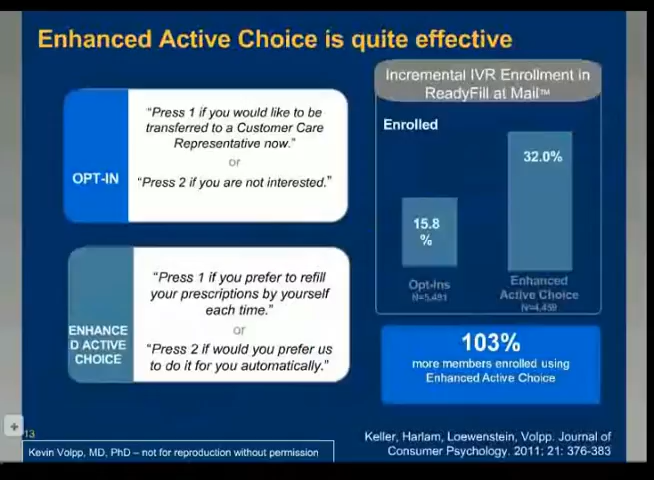 Enhanced Active Choice is quite effective
OPT-IN
“Press 1 if you would like to be
transferred to a Customer Care
Representative now.”
or
“Press 2 if you are not interested.”
ENHANCE
D ACTIVE
CHOICE
“Press 1 if you prefer to refill
your prescriptions by yourself
each time.”
or
“Press 2 if would you prefer us
to do it for you automatically.”
Incremental IVR Enrollment in
ReadyFill at Mail™
Enrolled
15.8
%
32.0%
Opt-Ins
N=5,491
Enhanced
Active Choice
N=4,459
103%
more members enrolled using
Enhanced Active Choice
13
Kevin Volpp, MD, PhD – not for reproduction without permission
Keller, Harlam, Loewenstein, Volpp. Journal of
Consumer Psychology. 2011; 21: 376-383